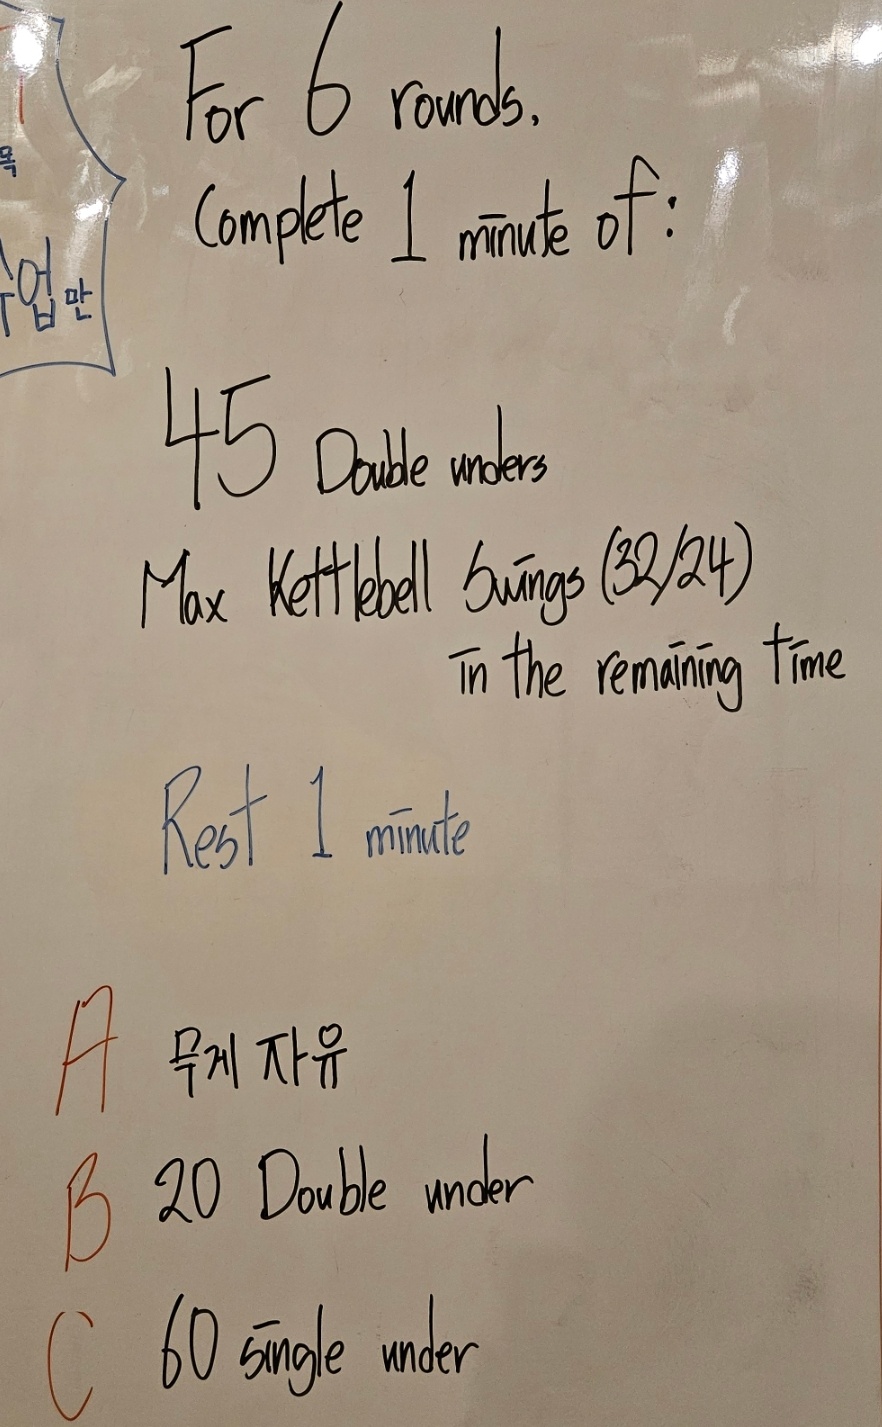 For 6 rounds.
Complete 1 minute of:
만
45 Double unders
Max Kettlebell Swings (32/24)
in the remaining time
Rest 1 minute
A 무게 자유
B 20 Double under
C 60 single under